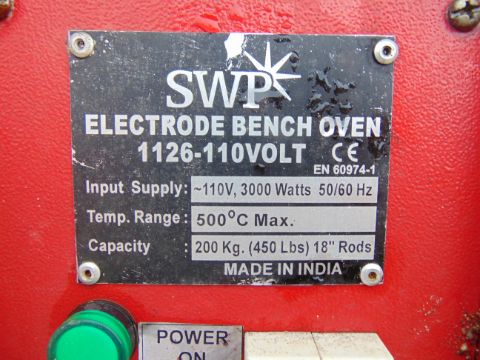 SWP
ELECTRODE BENCH OVEN
1126-110VOLT CE
EN 60974-1
Input Supply: ~110V, 3000 Watts 50/60 Hz
Temp. Range: 500°C Max.
Capacity : 200 Kg. (450 Lbs) 18" Rods
MADE IN INDIA
POWER
ON